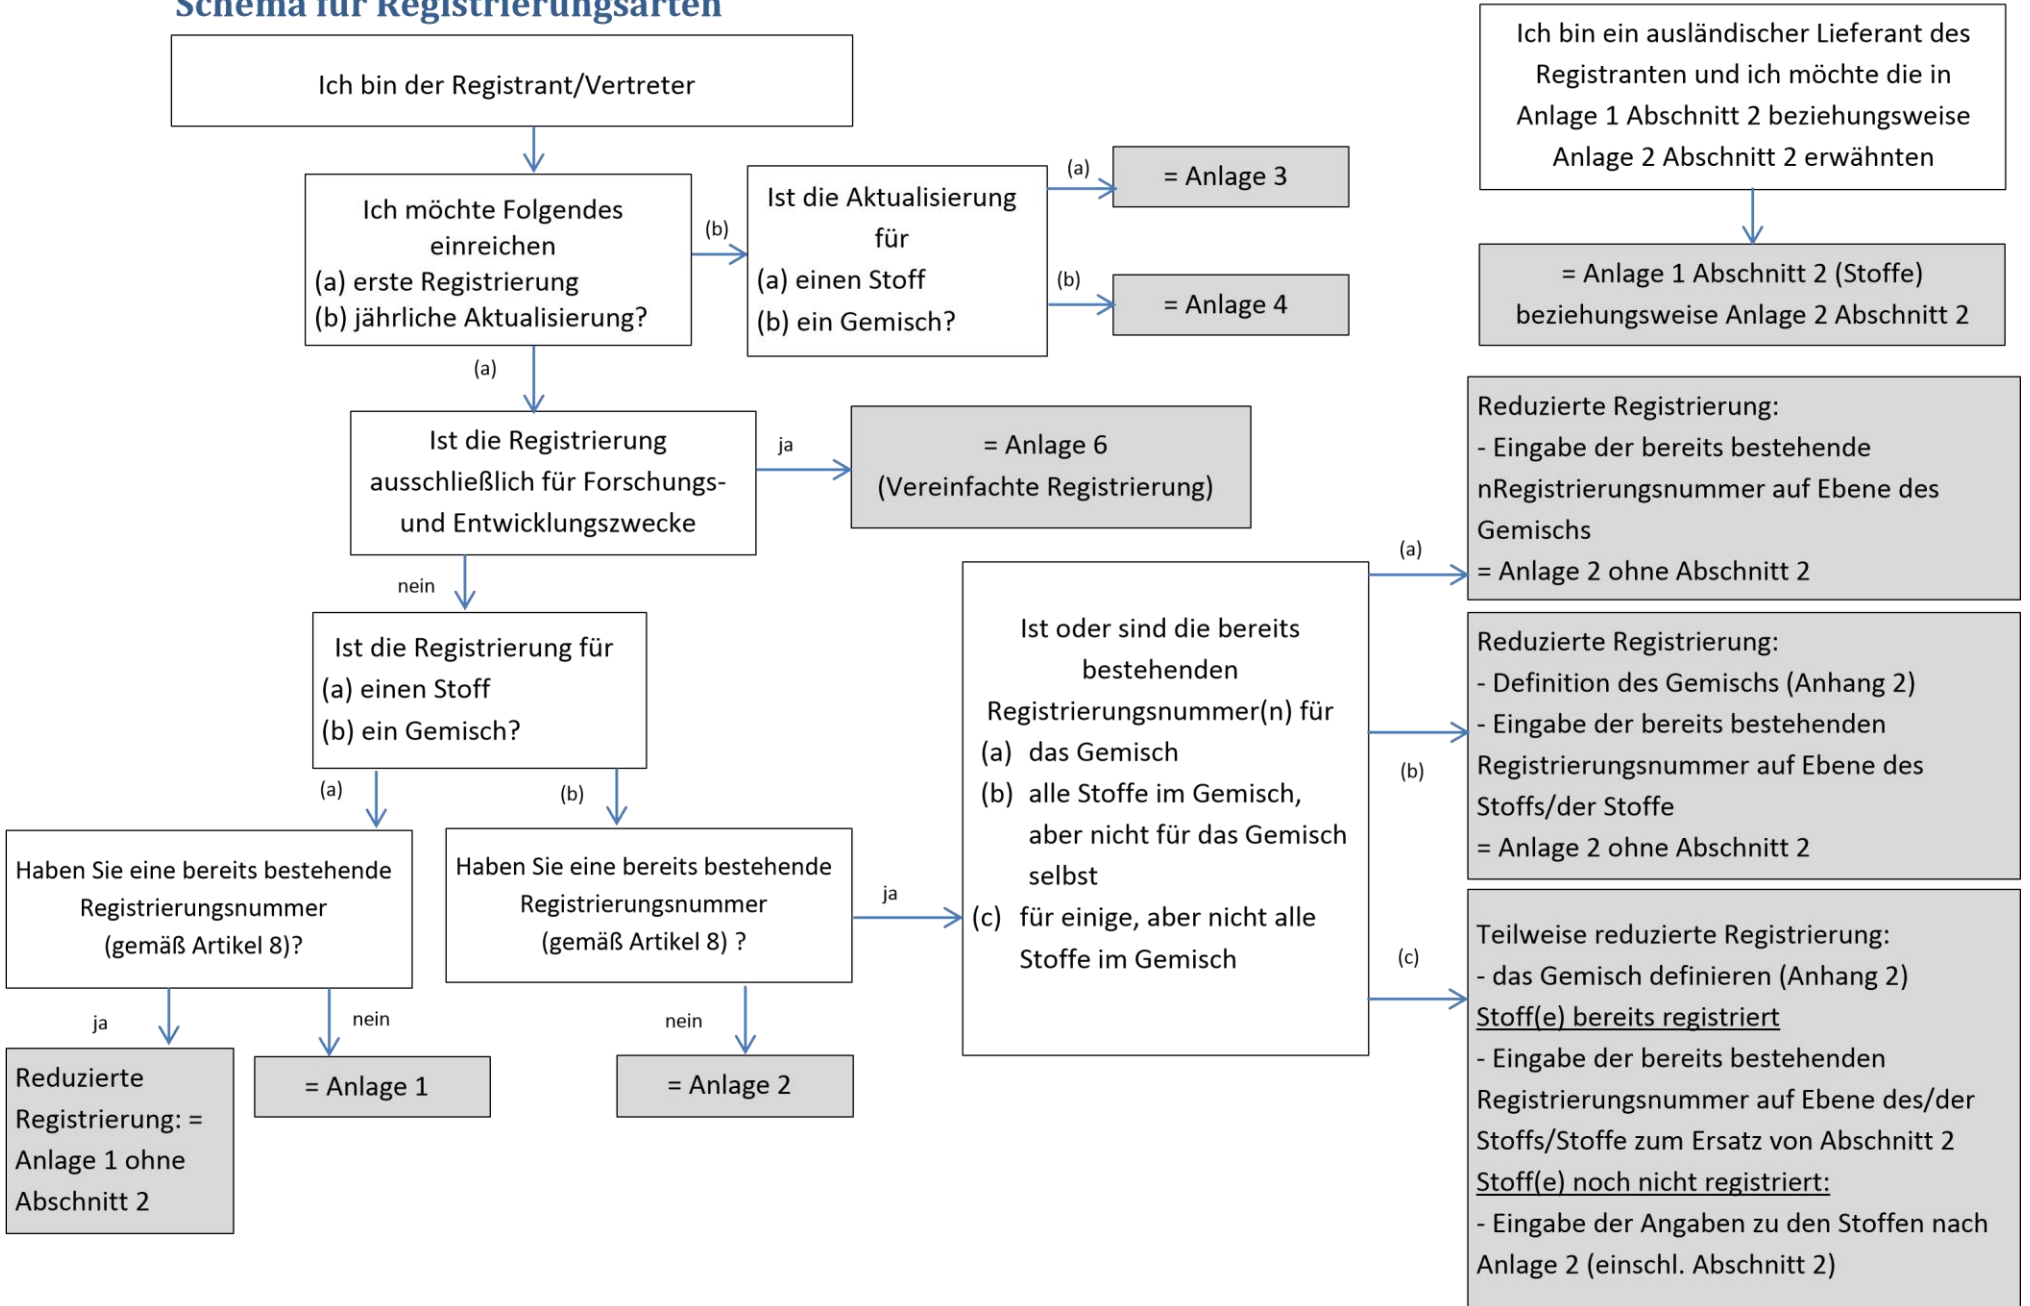 Schema für Registrierungsarten
Ich bin der Registrant/Vertreter
Ich möchte Folgendes
einreichen
(a) erste Registrierung
(b) jährliche Aktualisierung?
(b)
Ist die Aktualisierung
für
(a) einen Stoff
(b) ein Gemisch?
(a)
= Anlage 3
(b)
= Anlage 4
Ich bin ein ausländischer Lieferant des
Registranten und ich möchte die in
Anlage 1 Abschnitt 2 beziehungsweise
Anlage 2 Abschnitt 2 erwähnten
= Anlage 1 Abschnitt 2 (Stoffe)
beziehungsweise Anlage 2 Abschnitt 2
(a)
Ist die Registrierung
ausschließlich für Forschungs-
und Entwicklungszwecke
ja
= Anlage 6
(Vereinfachte Registrierung)
nein
Ist die Registrierung für
(a) einen Stoff
(b) ein Gemisch?
(a)
(b)
Haben Sie eine bereits bestehende
Registrierungsnummer
(gemäß Artikel 8)?
Haben Sie eine bereits bestehende
Registrierungsnummer
(gemäß Artikel 8) ?
ja
nein
nein
ja
Reduzierte
Registrierung: =
Anlage 1 ohne
Abschnitt 2
= Anlage 1
= Anlage 2
Ist oder sind die bereits
bestehenden
Registrierungsnummer(n) für
(a) das Gemisch
(b) alle Stoffe im Gemisch,
aber nicht für das Gemisch
selbst
(c) für einige, aber nicht alle
Stoffe im Gemisch
(a)
Reduzierte Registrierung:
- Eingabe der bereits bestehende
nRegistrierungsnummer auf Ebene des
Gemischs
= Anlage 2 ohne Abschnitt 2
(b)
Reduzierte Registrierung:
- Definition des Gemischs (Anhang 2)
- Eingabe der bereits bestehenden
Registrierungsnummer auf Ebene des
Stoffs/der Stoffe
= Anlage 2 ohne Abschnitt 2
(c)
Teilweise reduzierte Registrierung:
- das Gemisch definieren (Anhang 2)
Stoff(e) bereits registriert
- Eingabe der bereits bestehenden
Registrierungsnummer auf Ebene des/der
Stoffs/Stoffe zum Ersatz von Abschnitt 2
Stoff(e) noch nicht registriert:
- Eingabe der Angaben zu den Stoffen nach
Anlage 2 (einschl. Abschnitt 2)